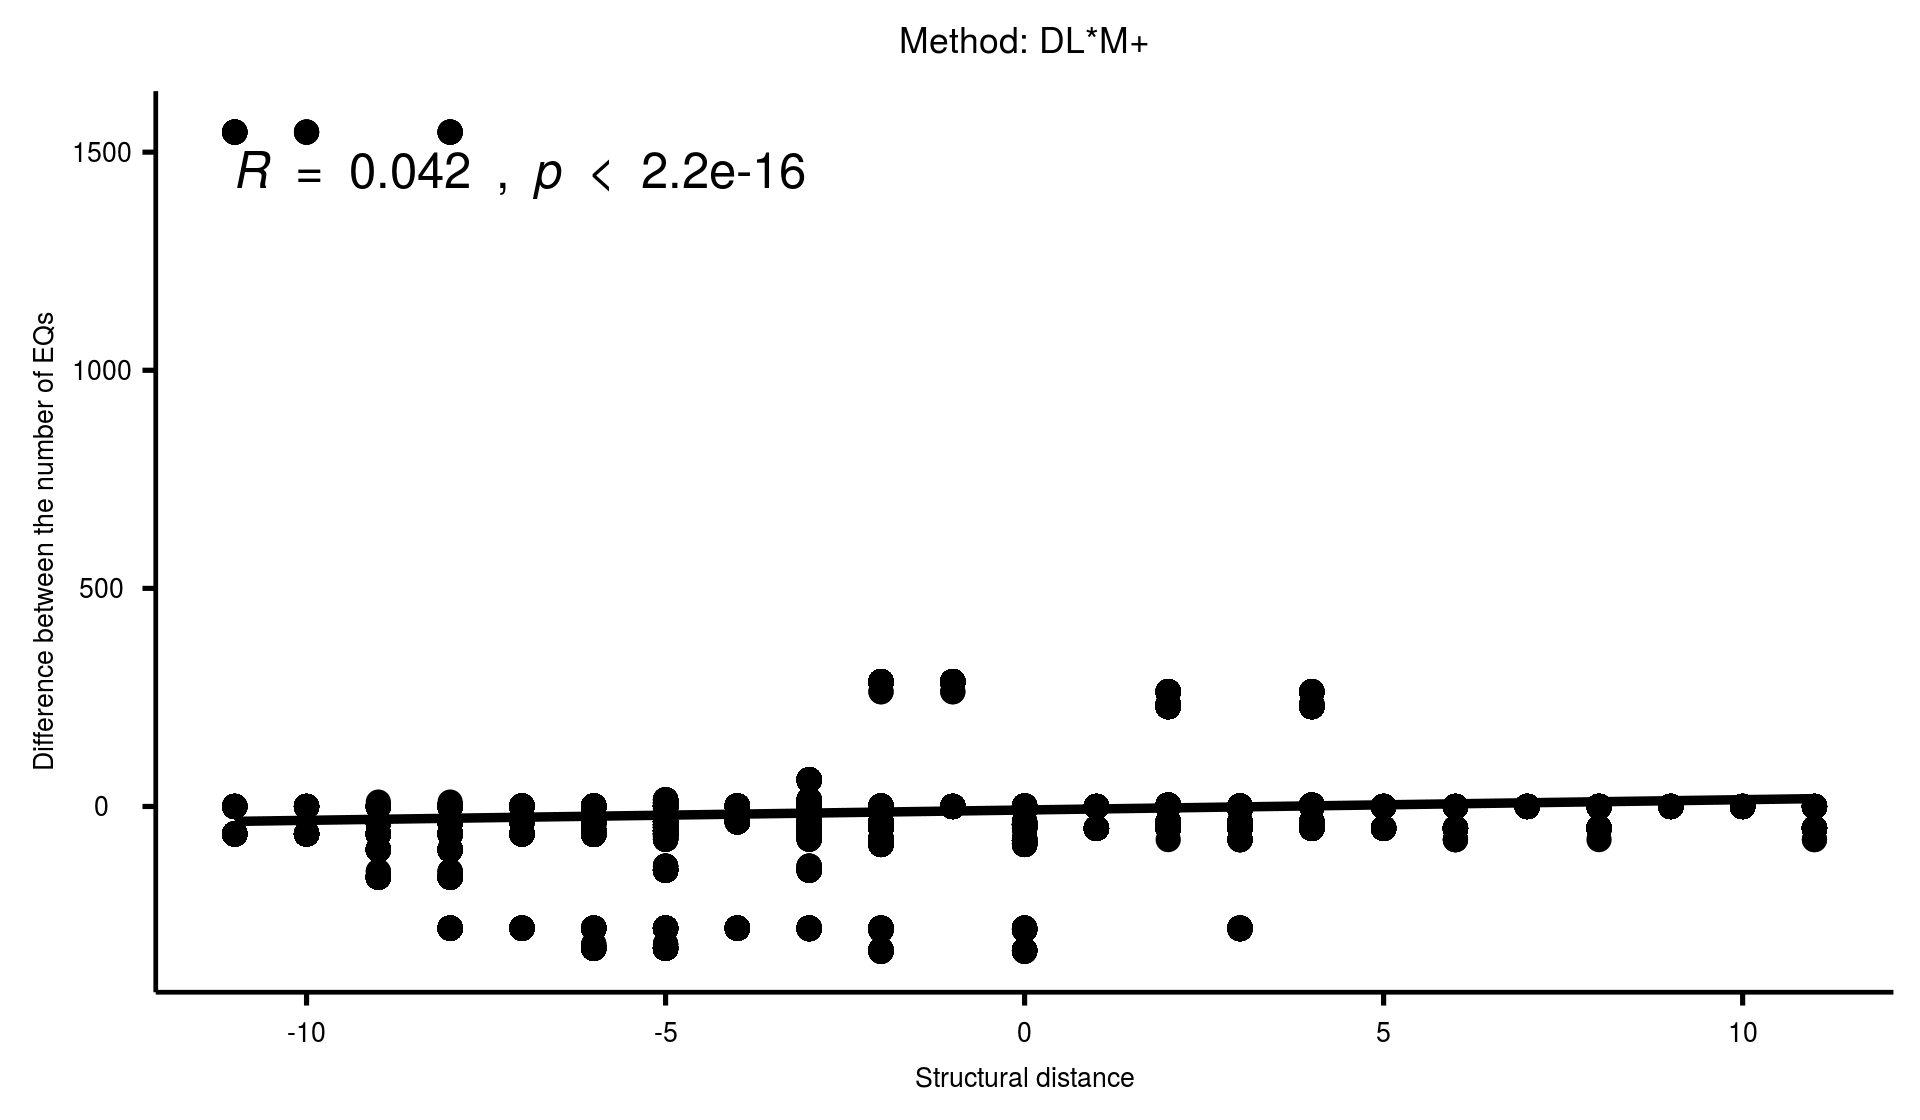 Method: DL*M+
1500
R = 0.042 , p < 2.2e-16
1000
500
0
Difference between the number of EQs
-10
-5
0
5
10
Structural distance